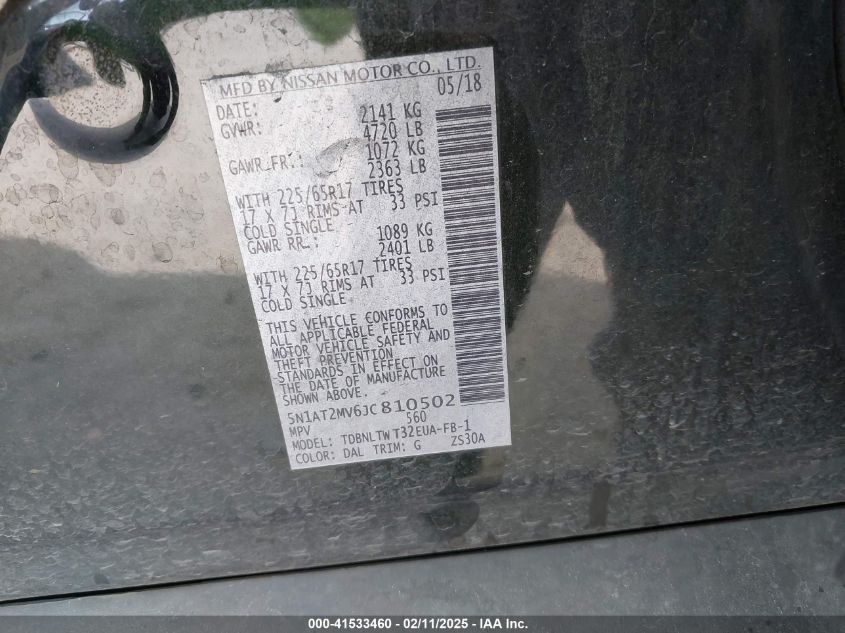 MFD BY NISSAN MOTOR CO., LTD.
DATE: 05/18
GVWR: 2141 KG
4720 LB
GAWR FR.: 1072 KG
2363 LB
WITH 225/65R17 TIRES
17 X 7J RIMS AT 33 PSI
COLD SINGLE
GAWR RR.: 1089 KG
2401 LB
WITH 225/65R17 TIRES
17 X 7J RIMS AT 33 PSI
COLD SINGLE
THIS VEHICLE CONFORMS TO
ALL APPLICABLE FEDERAL
MOTOR VEHICLE SAFETY AND
THEFT PREVENTION
STANDARDS IN EFFECT ON
THE DATE OF MANUFACTURE
SHOWN ABOVE.
5N1AT2MV6JC810502
MPV 560
MODEL: TDBNLTWT32EUA-FB-1
COLOR: DAL TRIM: G ZS30A
000-41533460 - 02/11/2025 - IAA Inc.